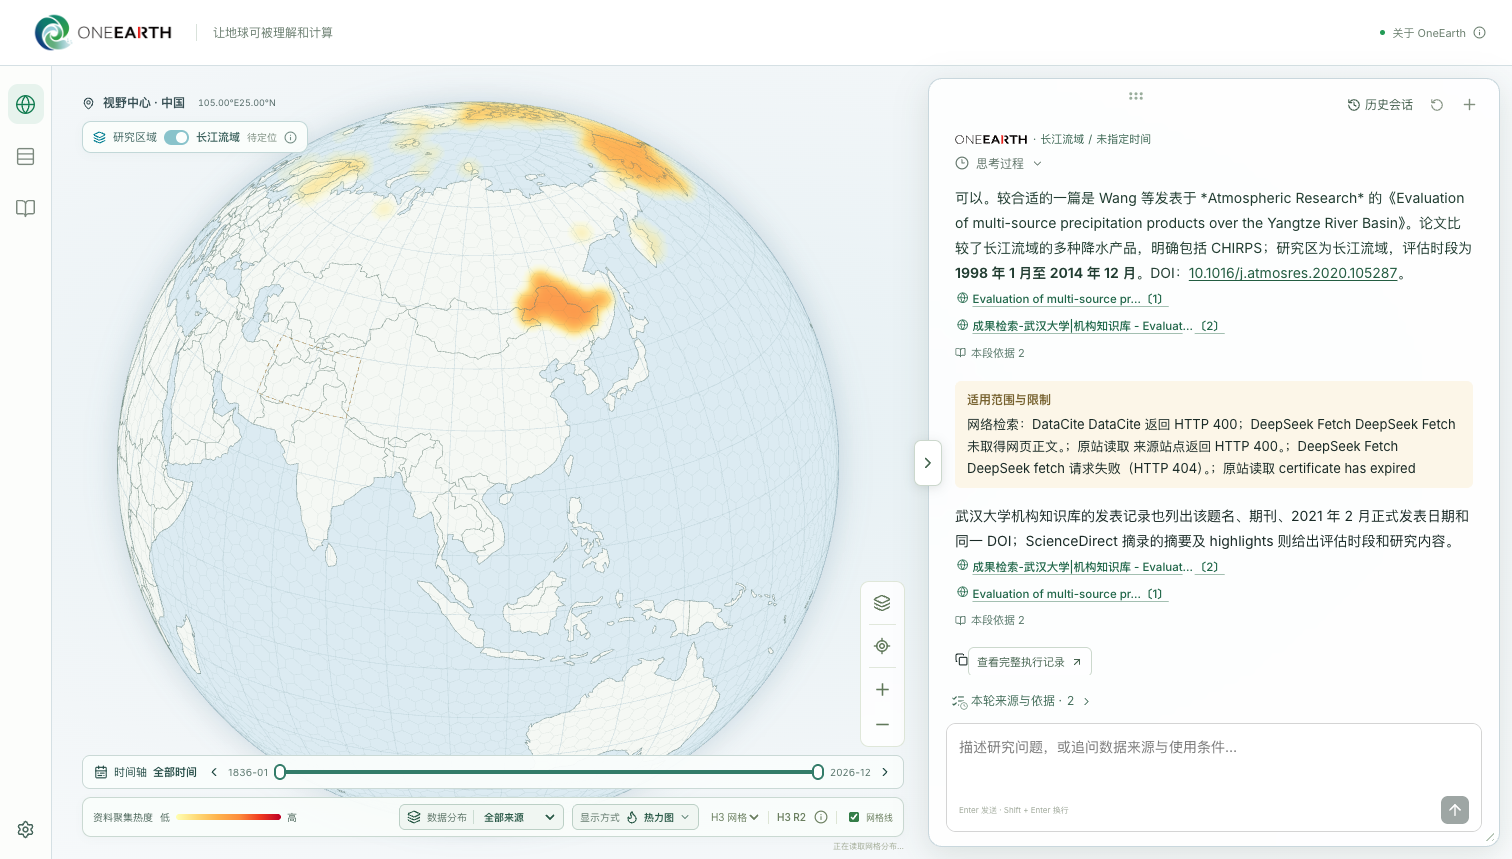 ONEEARTH
让地球可被理解和计算
关于 OneEarth
视野中心 · 中国 105.00°E25.00°N
研究区域 长江流域 待定位
历史会话
ONEEARTH · 长江流域 / 未指定时间
思考过程
可以。较合适的一篇是 Wang 等发表于 *Atmospheric Research* 的《Evaluation
of multi-source precipitation products over the Yangtze River Basin》。论文比
较了长江流域的多种降水产品，明确包括 CHIRPS；研究区为长江流域，评估时段为
1998 年 1 月至 2014 年 12 月。DOI：10.1016/j.atmosres.2020.105287。
Evaluation of multi-source pr... 〔1〕
成果检索-武汉大学|机构知识库 - Evaluat... 〔2〕
本段依据 2
适用范围与限制
网络检索：DataCite DataCite 返回 HTTP 400；DeepSeek Fetch DeepSeek Fetch
未取得网页正文。；原站读取 来源站点返回 HTTP 400。；DeepSeek Fetch
DeepSeek fetch 请求失败（HTTP 404）。；原站读取 certificate has expired
武汉大学机构知识库的发表记录也列出该题名、期刊、2021 年 2 月正式发表日期和
同一 DOI；ScienceDirect 摘录的摘要及 highlights 则给出评估时段和研究内容。
成果检索-武汉大学|机构知识库 - Evaluat... 〔2〕
Evaluation of multi-source pr... 〔1〕
本段依据 2
查看完整执行记录
本轮来源与依据 · 2
描述研究问题，或追问数据来源与使用条件...
Enter 发送 · Shift + Enter 换行
时间轴 全部时间 1836-01 2026-12
资料聚集热度 低 高 数据分布 全部来源 显示方式 热力图 H3 网格 H3 R2 网格线
正在读取网格分布...